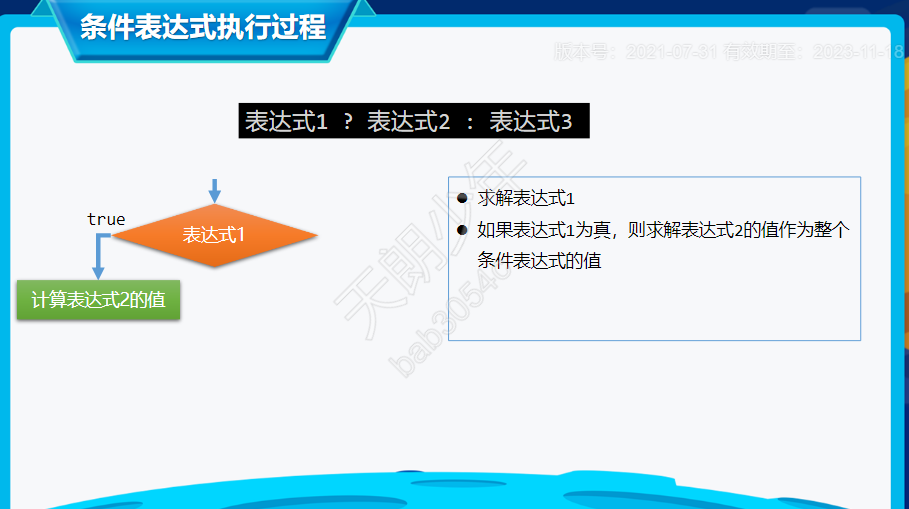 条件表达式执行过程
版本号：2021-07-31 有效期至：2023-11-18
表达式1 ? 表达式2 : 表达式3
true
表达式1
计算表达式2的值
求解表达式1
如果表达式1为真，则求解表达式2的值作为整个
条件表达式的值
天朗少年